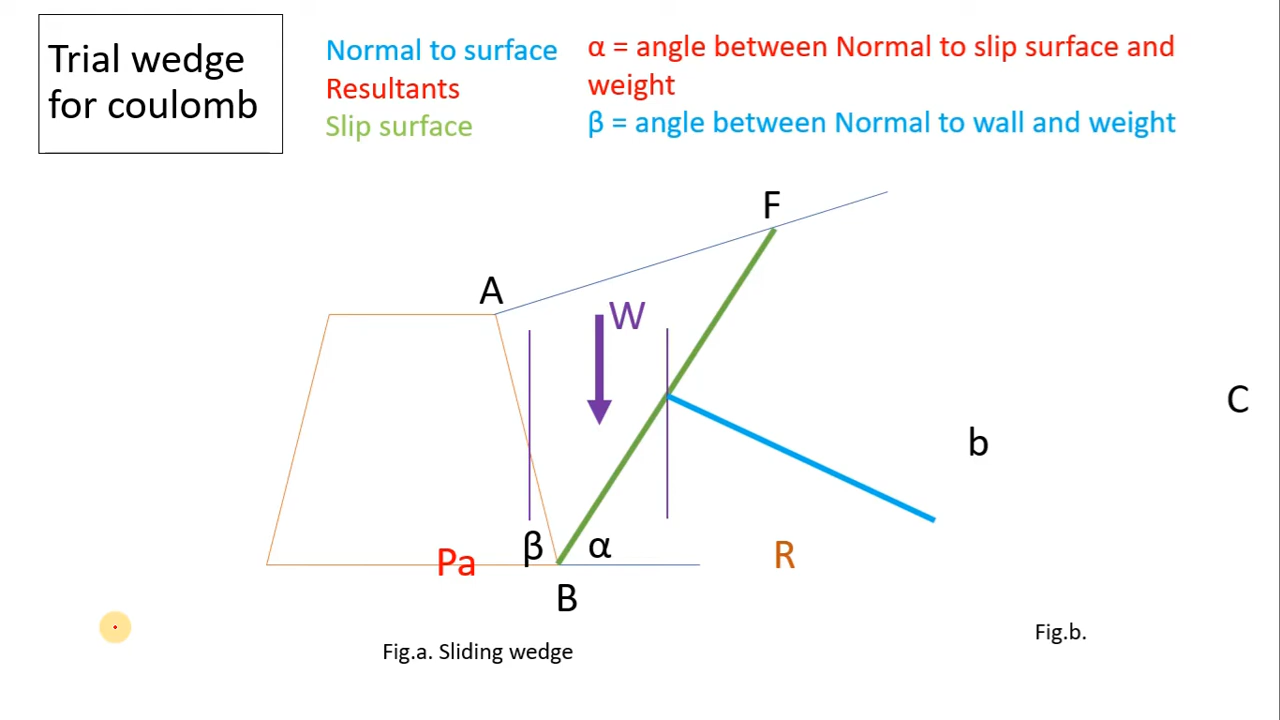 Trial wedge
for coulomb
Normal to surface
Resultants
Slip surface
α = angle between Normal to slip surface and
weight
β = angle between Normal to wall and weight
F
A
W
C
b
β
α
Pa
R
B
Fig.a. Sliding wedge
Fig.b.